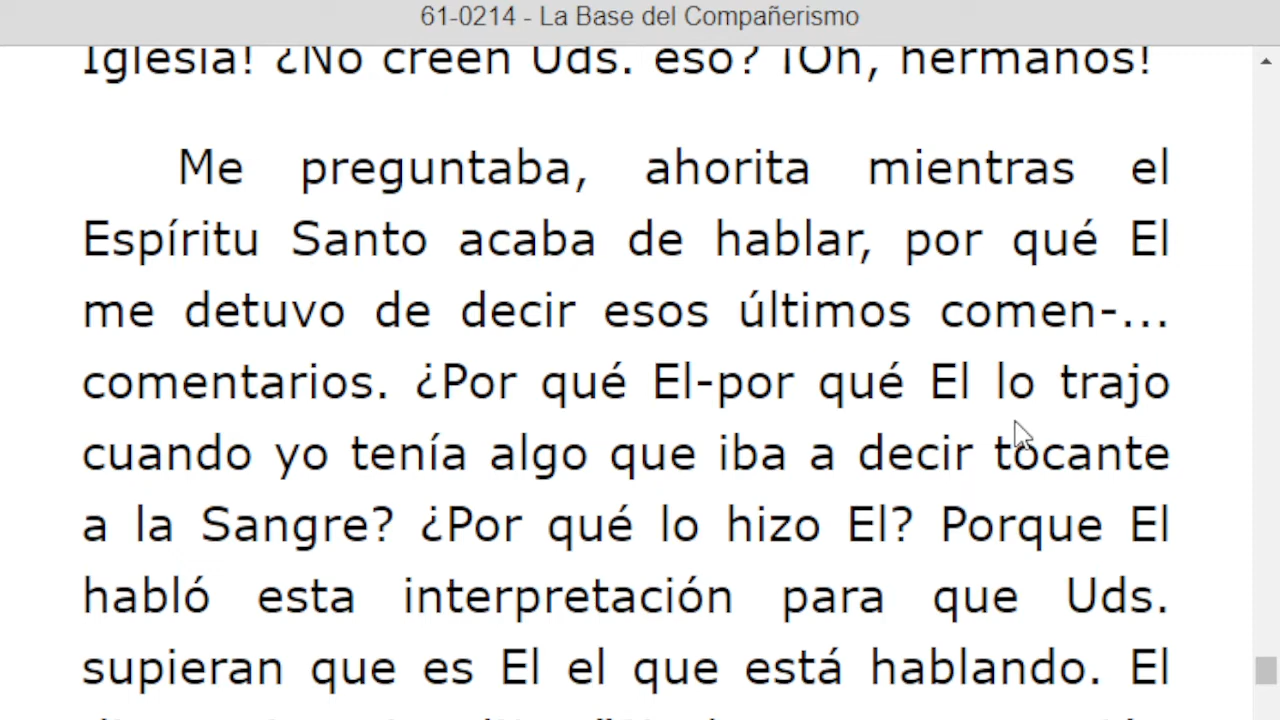 61-0214 - La Base del Compañerismo
Iglesia! ¿No creen Uds. eso? ¡Oh, hermanos!
Me preguntaba, ahorita mientras el
Espíritu Santo acaba de hablar, por qué El
me detuvo de decir esos últimos comen-...
comentarios. ¿Por qué El-por qué El lo trajo
cuando yo tenía algo que iba a decir tocante
a la Sangre? ¿Por qué lo hizo El? Porque El
habló esta interpretación para que Uds.
supieran que es El el que está hablando. El